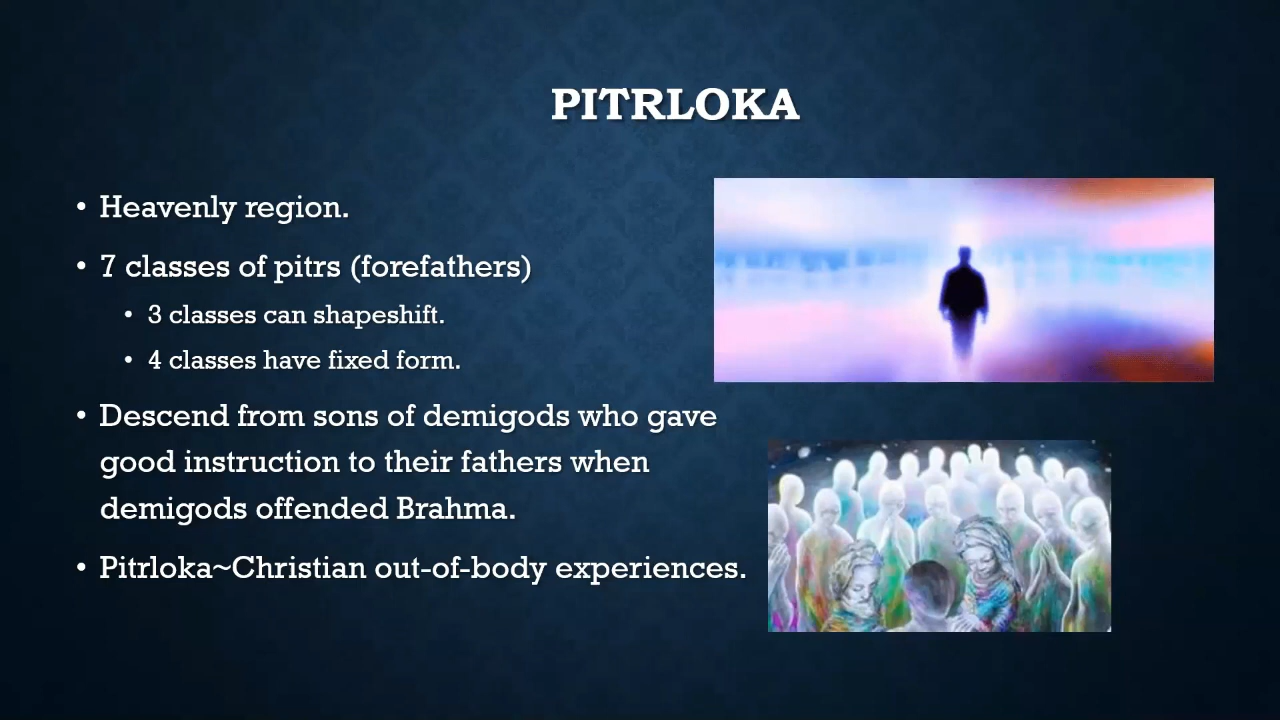 PITRLOKA
• Heavenly region.
• 7 classes of pitrs (forefathers)
• 3 classes can shapeshift.
• 4 classes have fixed form.
• Descend from sons of demigods who gave
good instruction to their fathers when
demigods offended Brahma.
• Pitrloka~Christian out-of-body experiences.